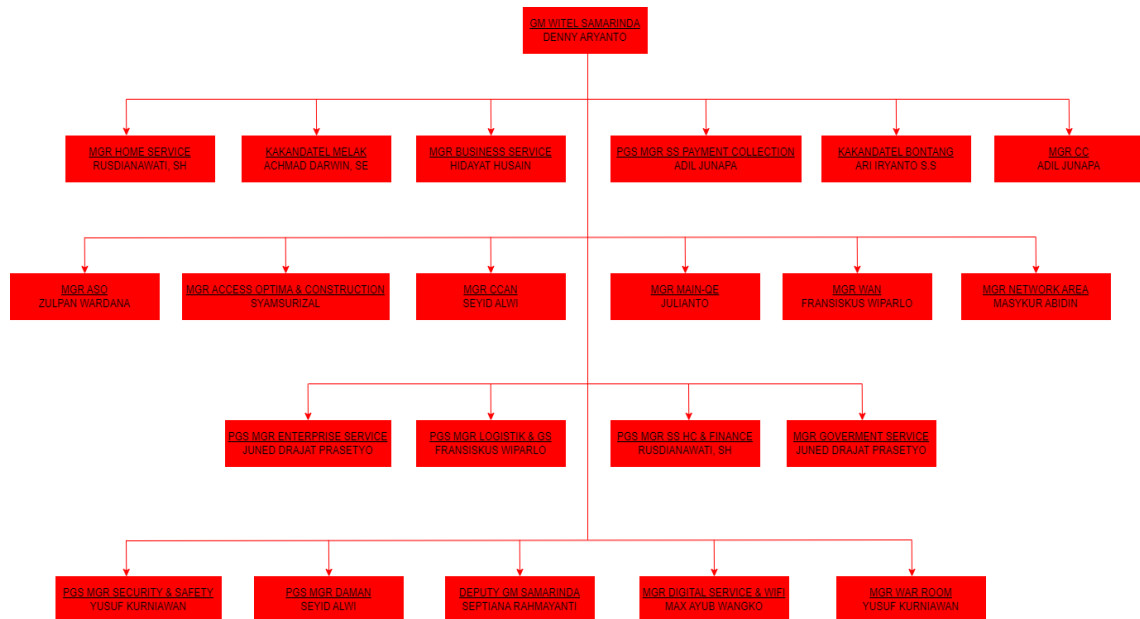 GM WITEL SAMARINDA
DENNY ARYANTO
MGR HOME SERVICE
RUSDIANAWATI, SH
KAKANDATEL MELAK
ACHMAD DARWIN, SE
MGR BUSINESS SERVICE
HIDAYAT HUSAIN
PGS MGR SS PAYMENT COLLECTION
ADIL JUNAPA
KAKANDATEL BONTANG
ARI IRYANTO S.S
MGR CC
ADIL JUNAPA
MGR ASO
ZULPAN WARDANA
MGR ACCESS OPTIMA & CONSTRUCTION
SYAMSURIZAL
MGR CCAN
SEYID ALWI
MGR MAIN-QE
JULIANTO
MGR WAN
FRANSISKUS WIPARLO
MGR NETWORK AREA
MASYKUR ABIDIN
PGS MGR ENTERPRISE SERVICE
JUNED DRAJAT PRASETYO
PGS MGR LOGISTIK & GS
FRANSISKUS WIPARLO
PGS MGR SS HC & FINANCE
RUSDIANAWATI, SH
MGR GOVERMENT SERVICE
JUNED DRAJAT PRASETYO
PGS MGR SECURITY & SAFETY
YUSUF KURNIAWAN
PGS MGR DAMAN
SEYID ALWI
DEPUTY GM SAMARINDA
SEPTIANA RAHMAYANTI
MGR DIGITAL SERVICE & WIFI
MAX AYUB WANGKO
MGR WAR ROOM
YUSUF KURNIAWAN